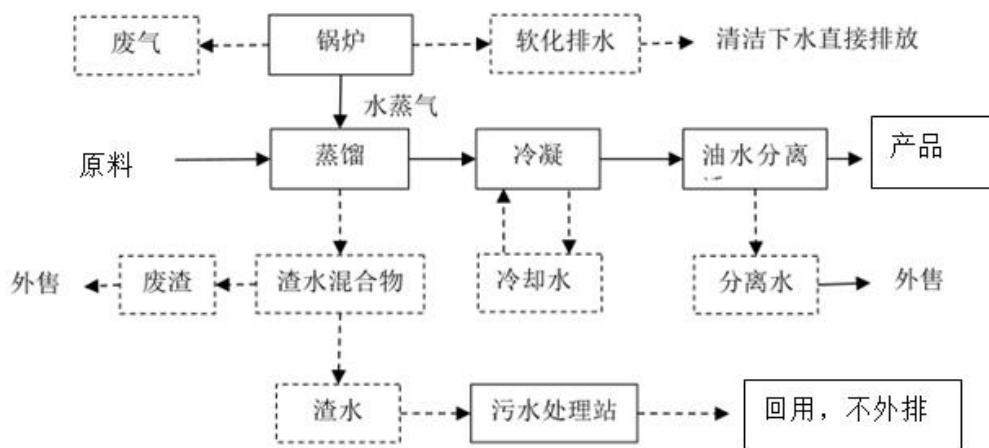 废气
锅炉
软化排水
清洁下水直接排放
水蒸气
原料
蒸馏
冷凝
油水分离
产品
外售
废渣
渣水混合物
冷却水
分离水
外售
渣水
污水处理站
回用，不外排